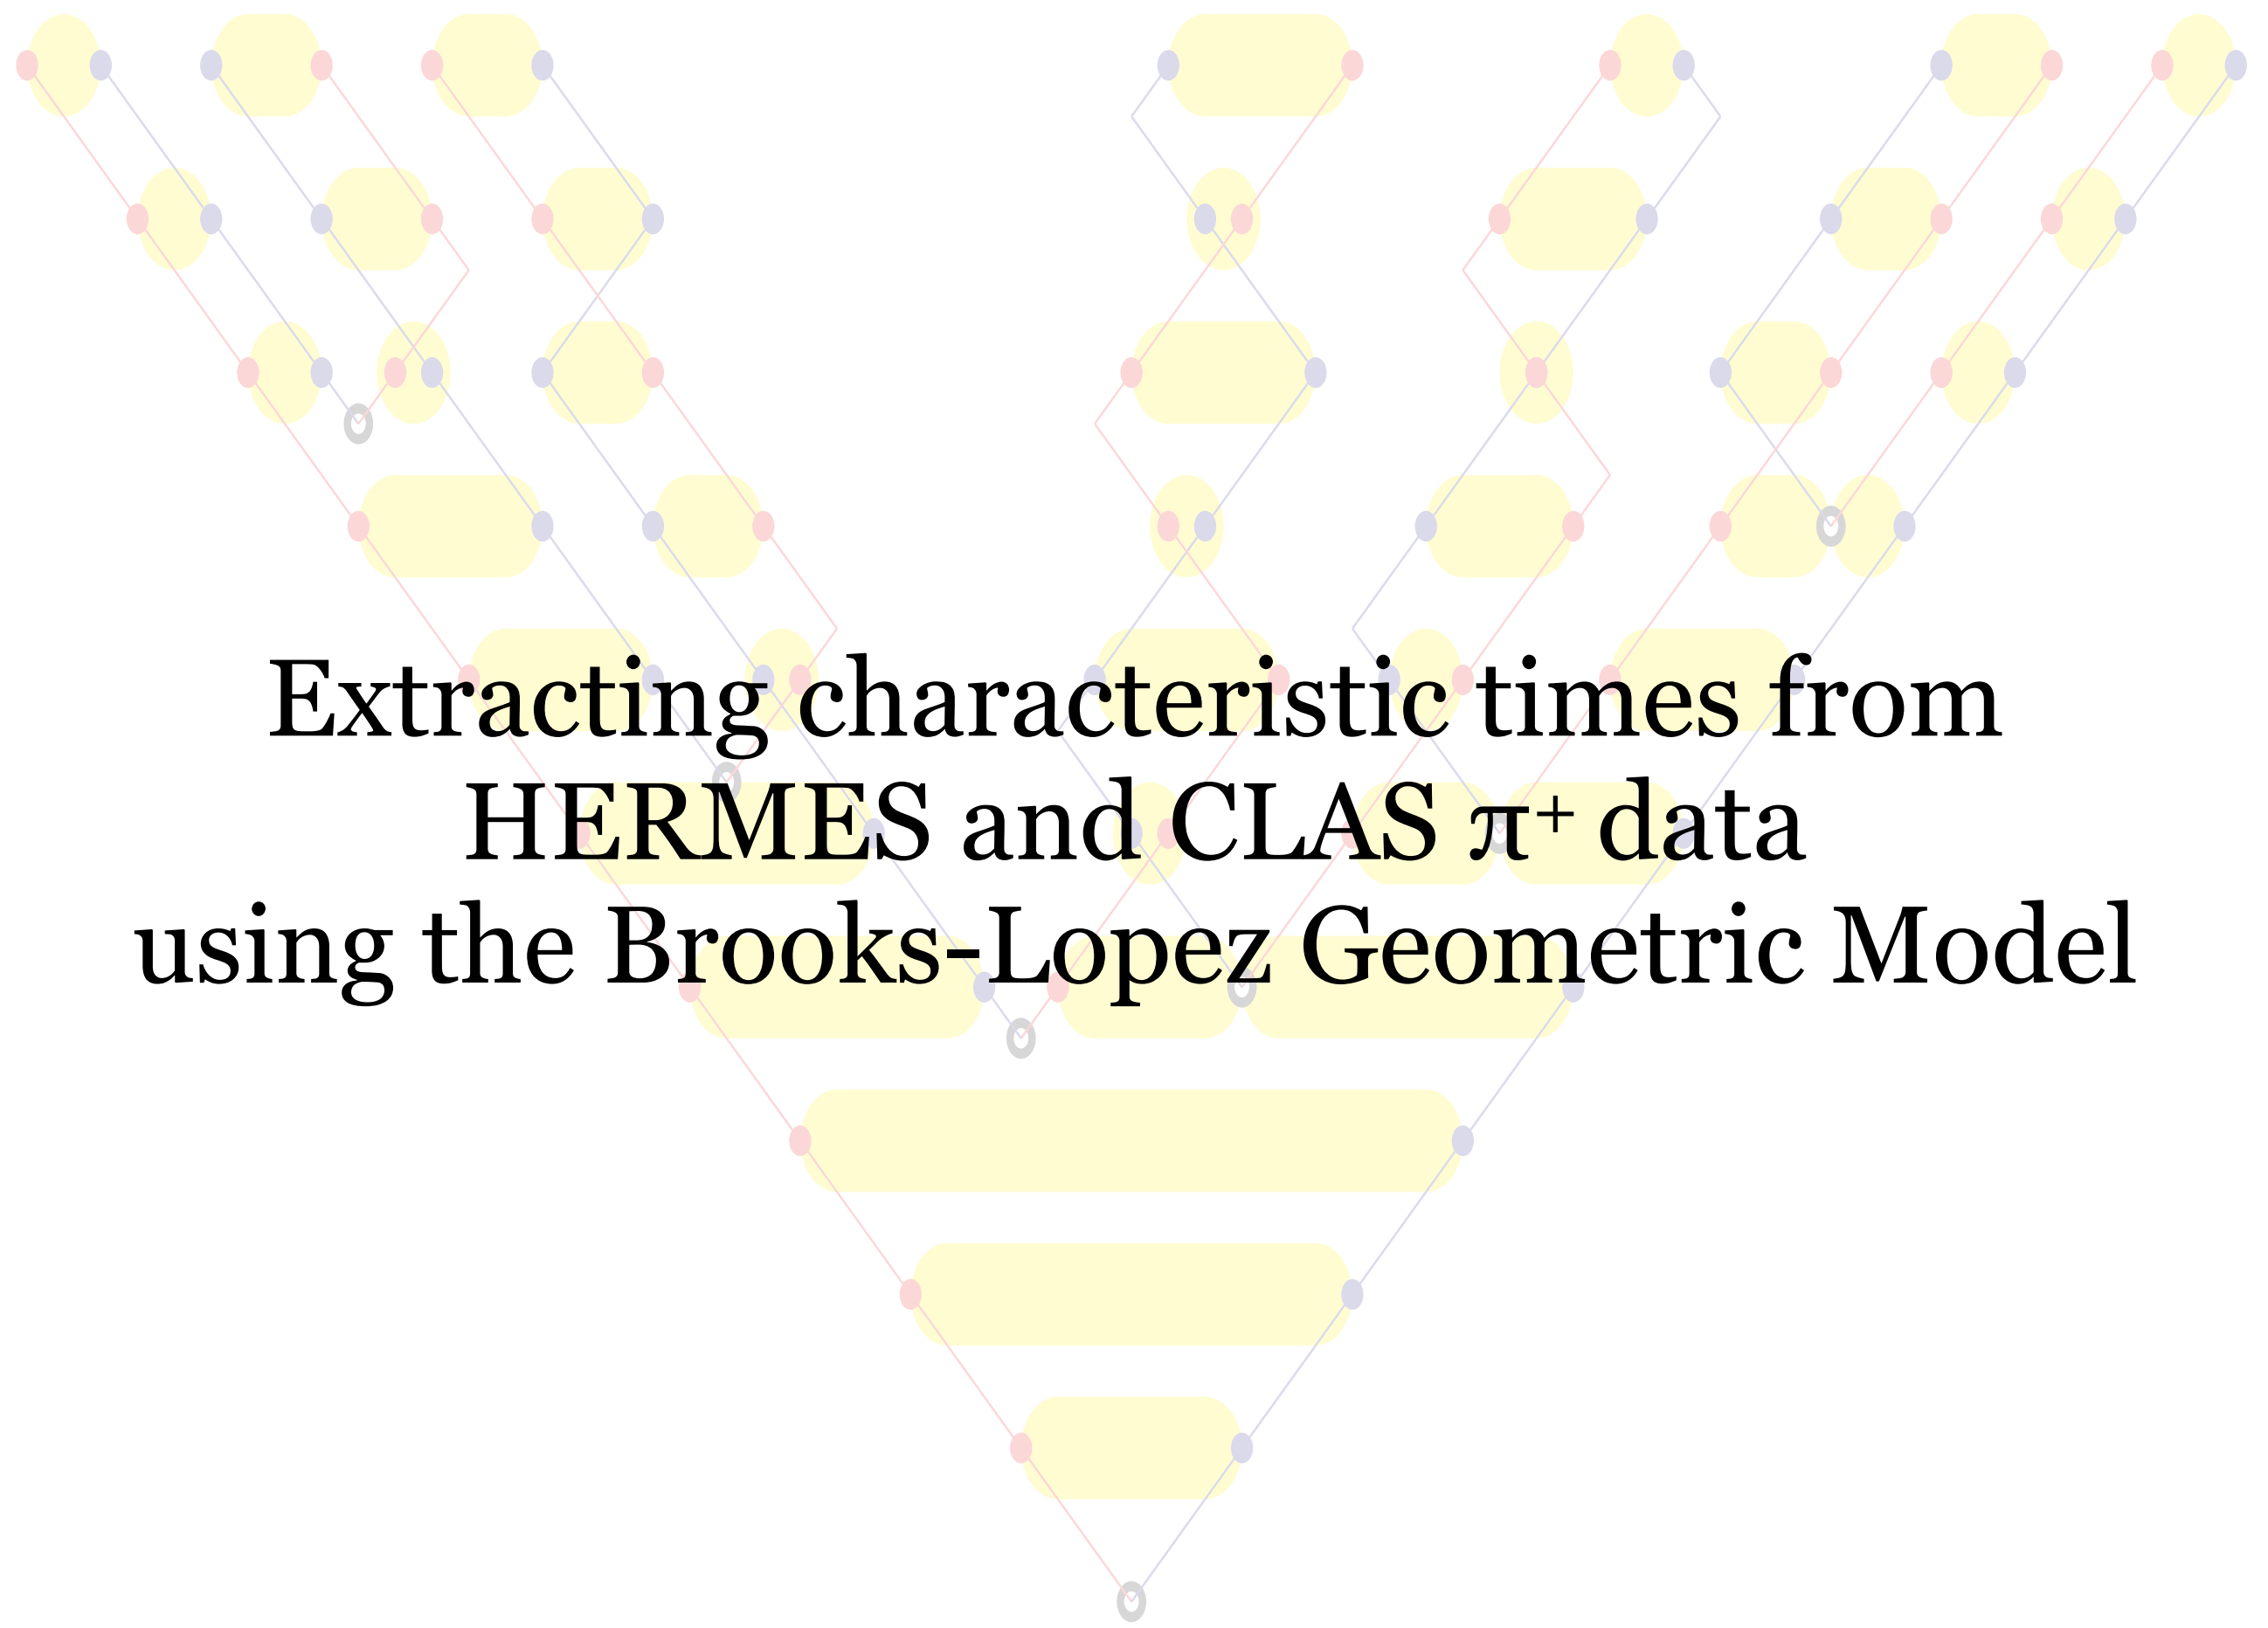 Extracting characteristic times from
HERMES and CLAS π⁺ data
using the Brooks-Lopez Geometric Model